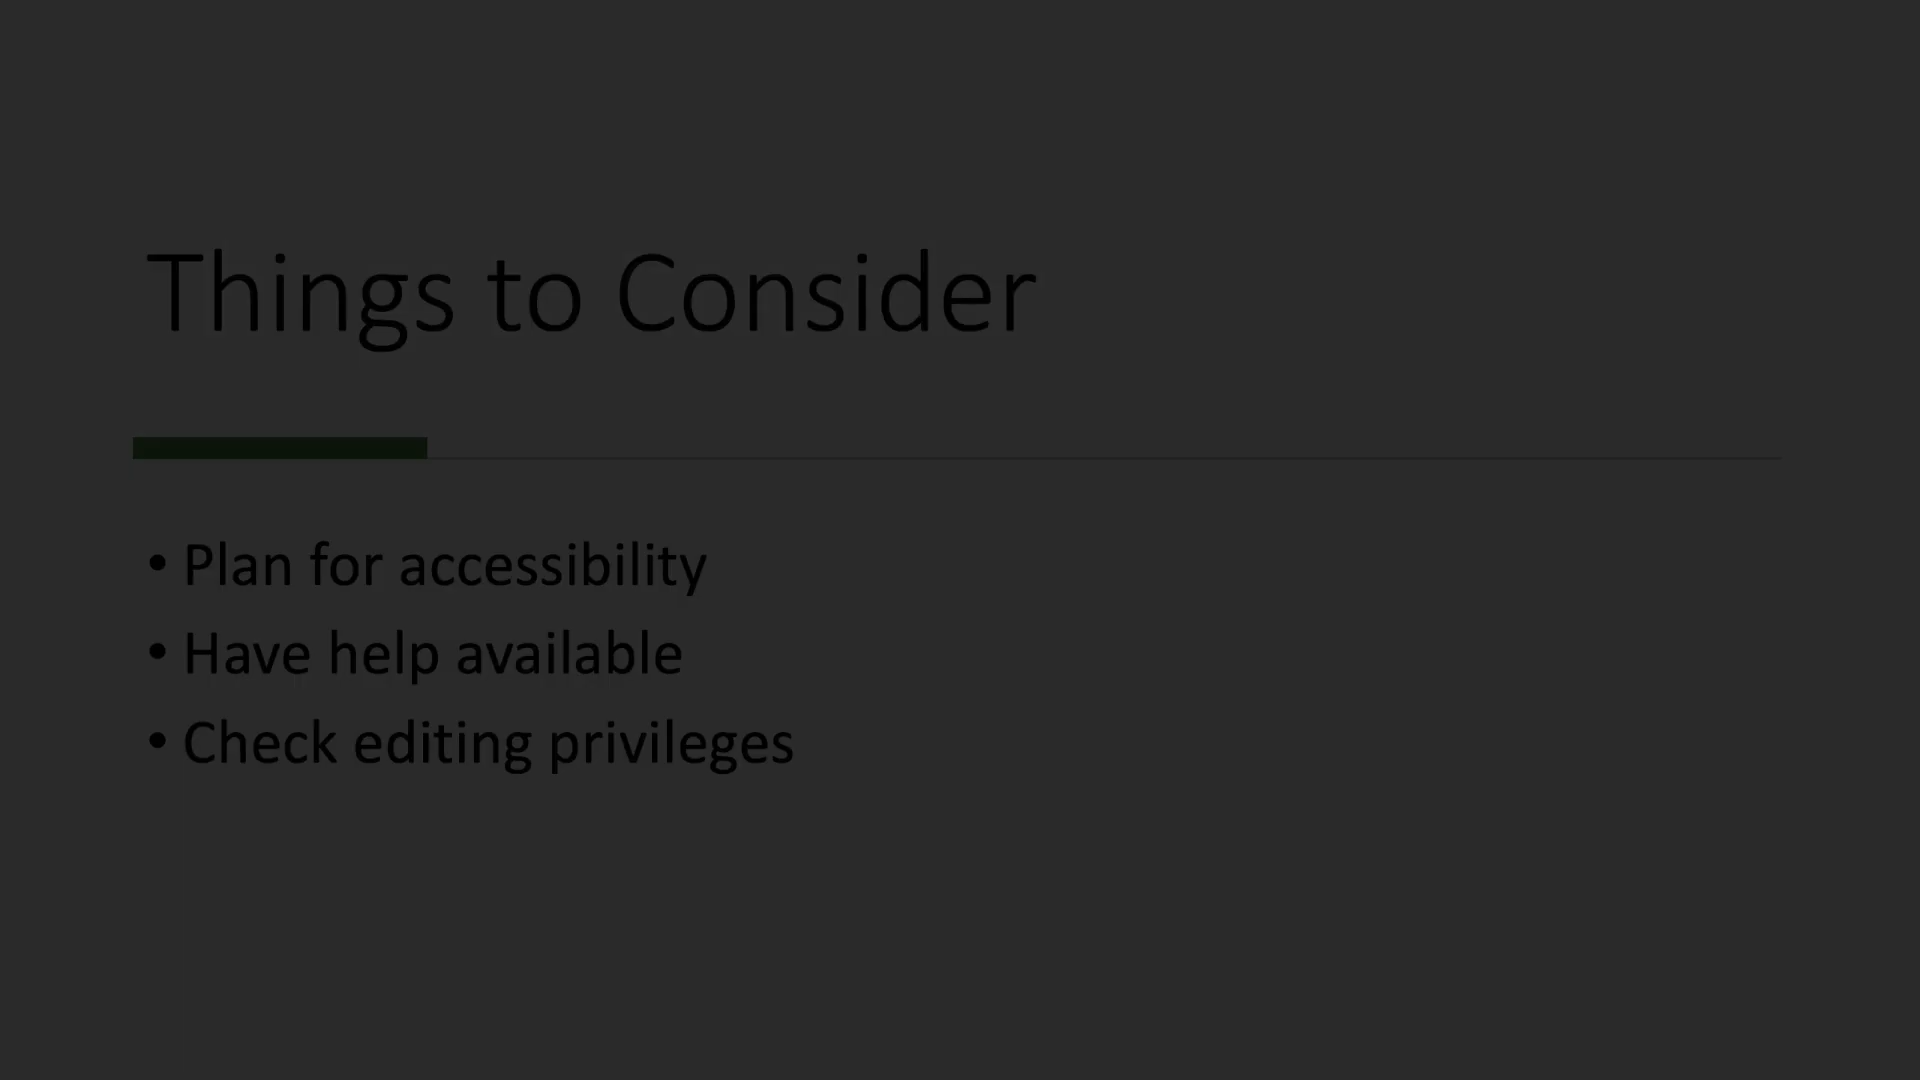 Things to Consider
• Plan for accessibility
• Have help available
• Check editing privileges